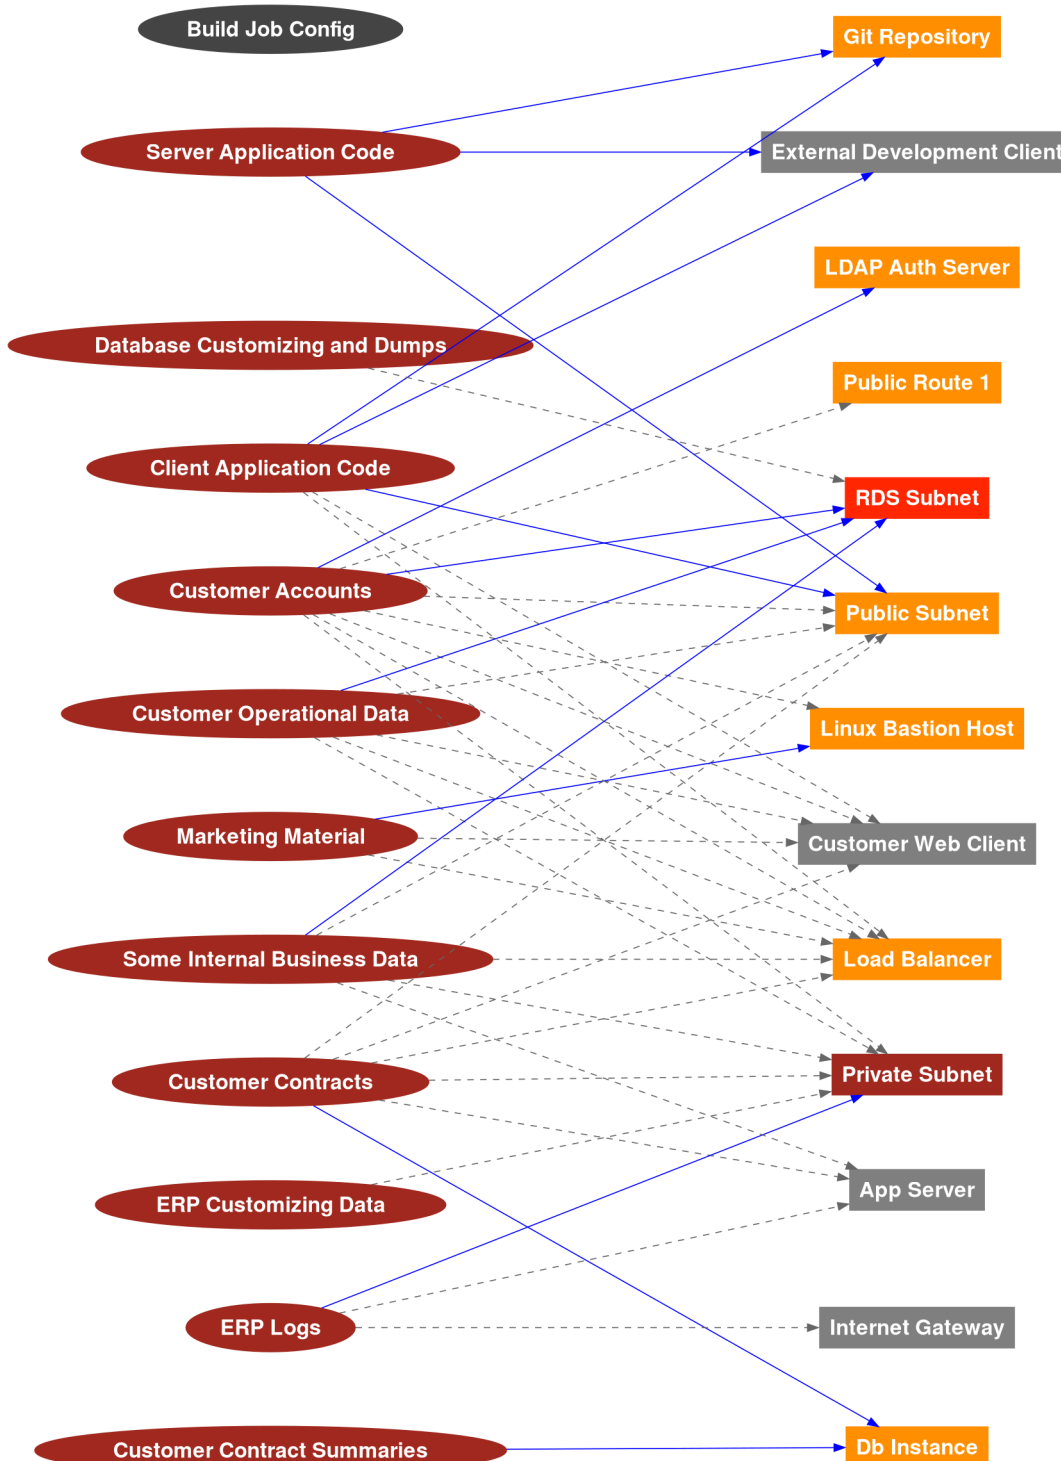 Build Job Config
Git Repository
Server Application Code
External Development Client
LDAP Auth Server
Database Customizing and Dumps
Public Route 1
Client Application Code
RDS Subnet
Customer Accounts
Public Subnet
Customer Operational Data
Linux Bastion Host
Marketing Material
Customer Web Client
Some Internal Business Data
Load Balancer
Customer Contracts
Private Subnet
ERP Customizing Data
App Server
ERP Logs
Internet Gateway
Customer Contract Summaries
Db Instance